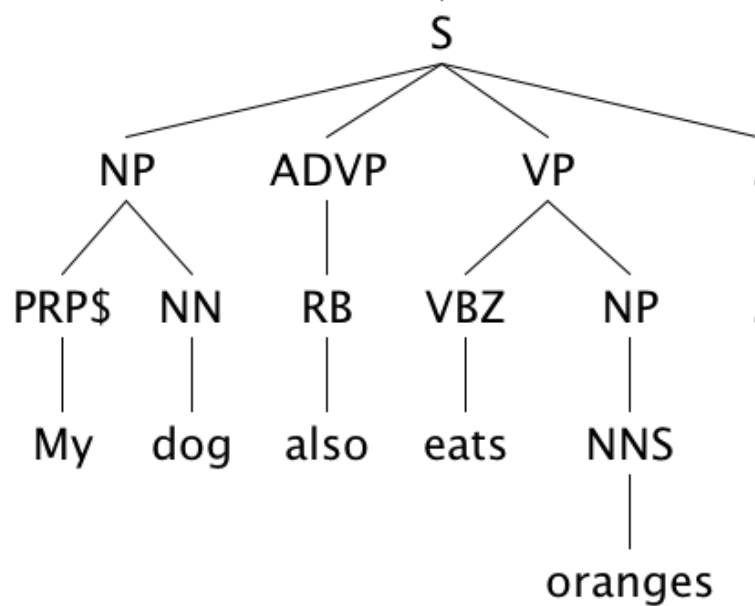 S
NP ADVP VP
PRP$ NN RB VBZ NP
My dog also eats NNS
oranges